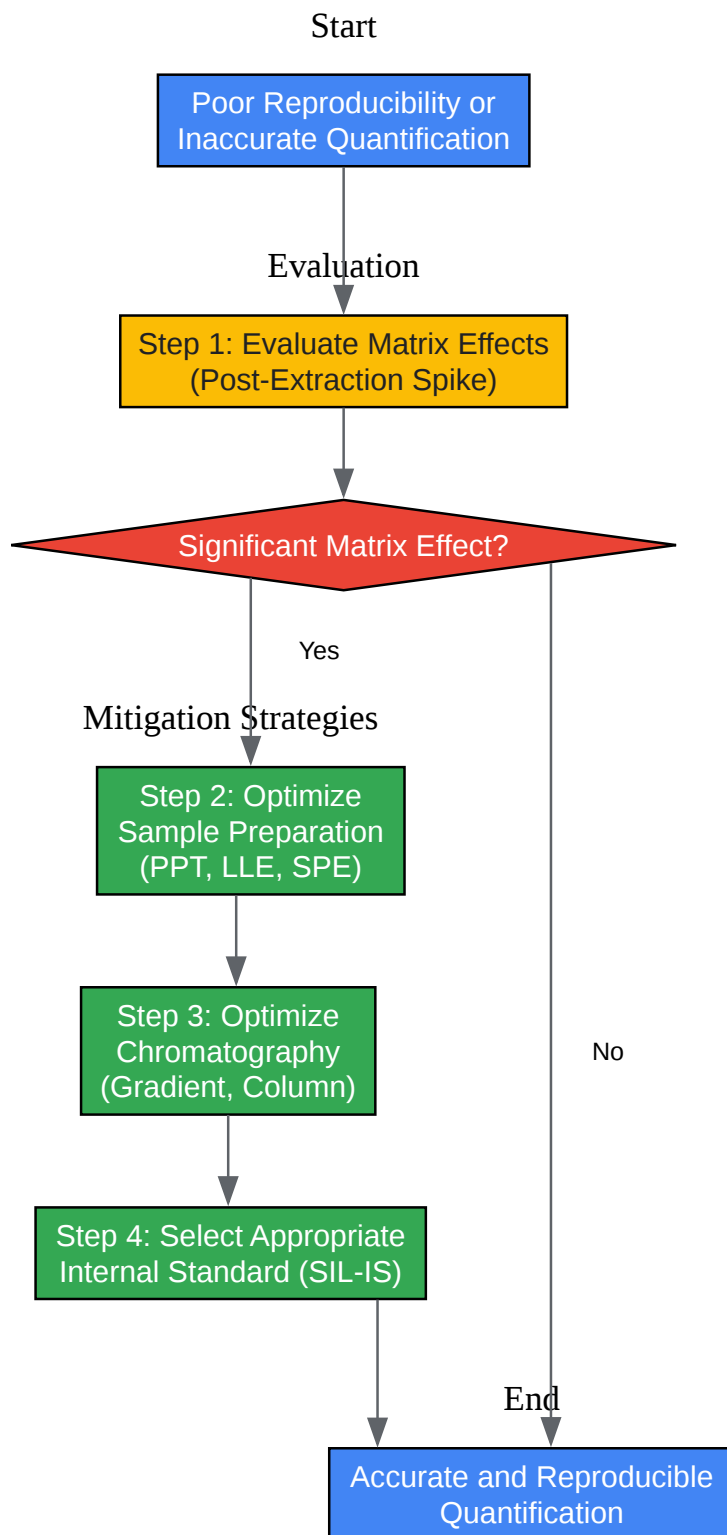 Start
Poor Reproducibility or
Inaccurate Quantification
Evaluation
Step 1: Evaluate Matrix Effects
(Post-Extraction Spike)
Significant Matrix Effect?
Yes
Mitigation Strategies
Step 2: Optimize
Sample Preparation
(PPT, LLE, SPE)
Step 3: Optimize
Chromatography
(Gradient, Column)
No
Step 4: Select Appropriate
Internal Standard (SIL-IS)
End
Accurate and Reproducible
Quantification